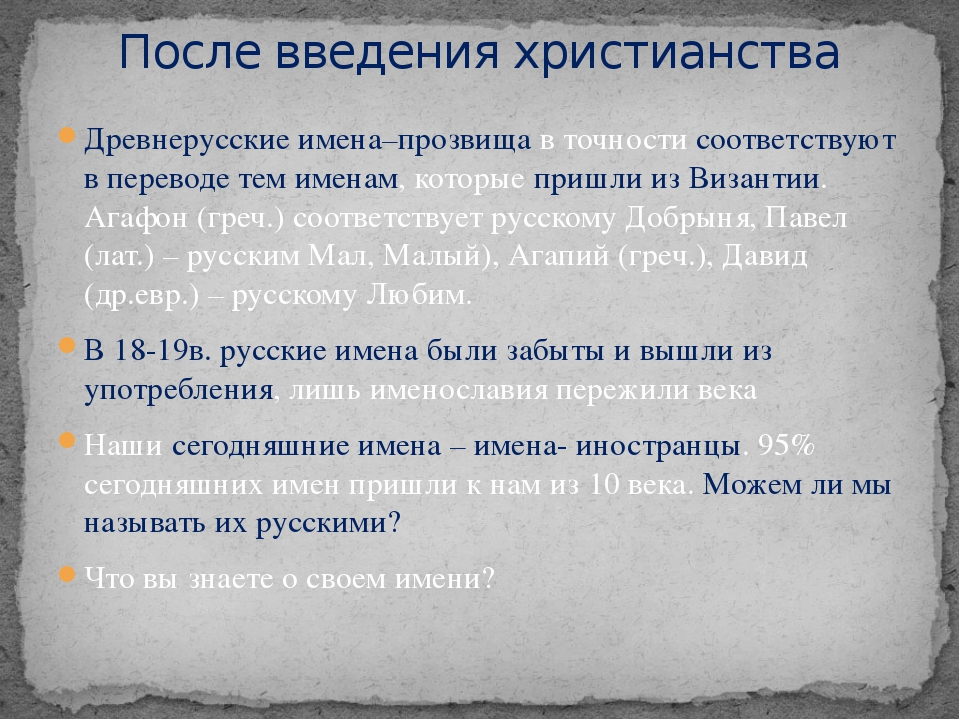 После введения христианства
Древнерусские имена–прозвища в точности соответствуют
в переводе тем именам, которые пришли из Византии.
Агафон (греч.) соответствует русскому Добрыня, Павел
(лат.) – русским Мал, Малый), Агапий (греч.), Давид
(др.евр.) – русскому Любим.
В 18-19в. русские имена были забыты и вышли из
употребления, лишь именославия пережили века
Наши сегодняшние имена – имена- иностранцы. 95%
сегодняшних имен пришли к нам из 10 века. Можем ли мы
называть их русскими?
Что вы знаете о своем имени?